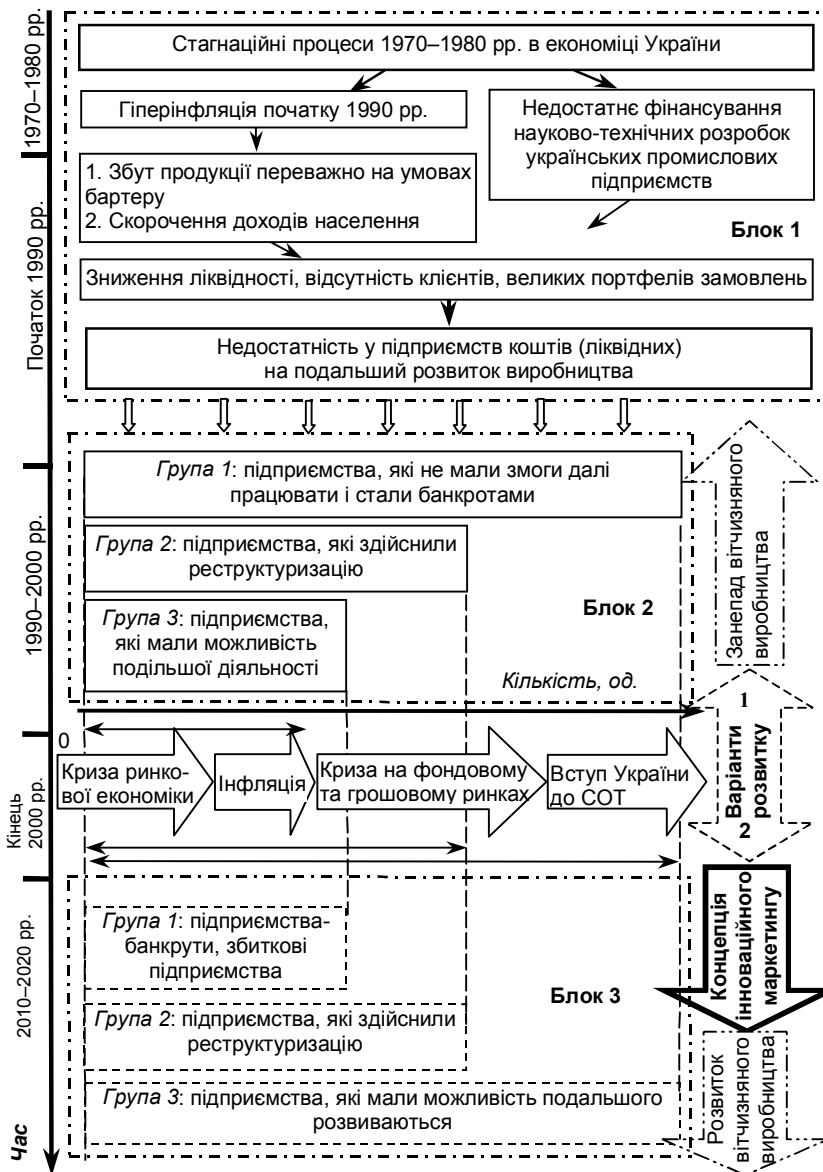 1970–1980 рр.
Стагнаційні процеси 1970–1980 рр. в економіці України
Гіперінфляція початку 1990 рр.
Недостатнє фінансування
науково-технічних розробок
українських промислових
підприємств
Початок 1990 рр.
1. Збут продукції переважно на умовах
бартеру
2. Скорочення доходів населення
Блок 1
Зниження ліквідності, відсутність клієнтів, великих портфелів замовлень
Недостатність у підприємств коштів (ліквідних)
на подальший розвиток виробництва
1990–2000 рр.
Група 1: підприємства, які не мали змоги далі
працювати і стали банкротами
Група 2: підприємства, які здійснили
реструктуризацію
Група 3: підприємства,
які мали можливість
подільшої діяльності
Блок 2
Кількість, од.
Занепад вітчизняного
виробництва
0
Кінець
2000 рр.
Криза ринко-
вої економіки
Інфляція
Криза на фондовому
та грошовому ринках
Вступ України
до СОТ
1
Варіанти
розвитку
2
2010–2020 рр.
Група 1: підприємства-
банкрути, збиткові
підприємства
Група 2: підприємства, які здійснили
реструктуризацію
Група 3: підприємства, які мали можливість подальшого
розвиваються
Блок 3
Концепція
інноваційного
маркетингу
Розвиток
вітчизняного
виробництва
Час